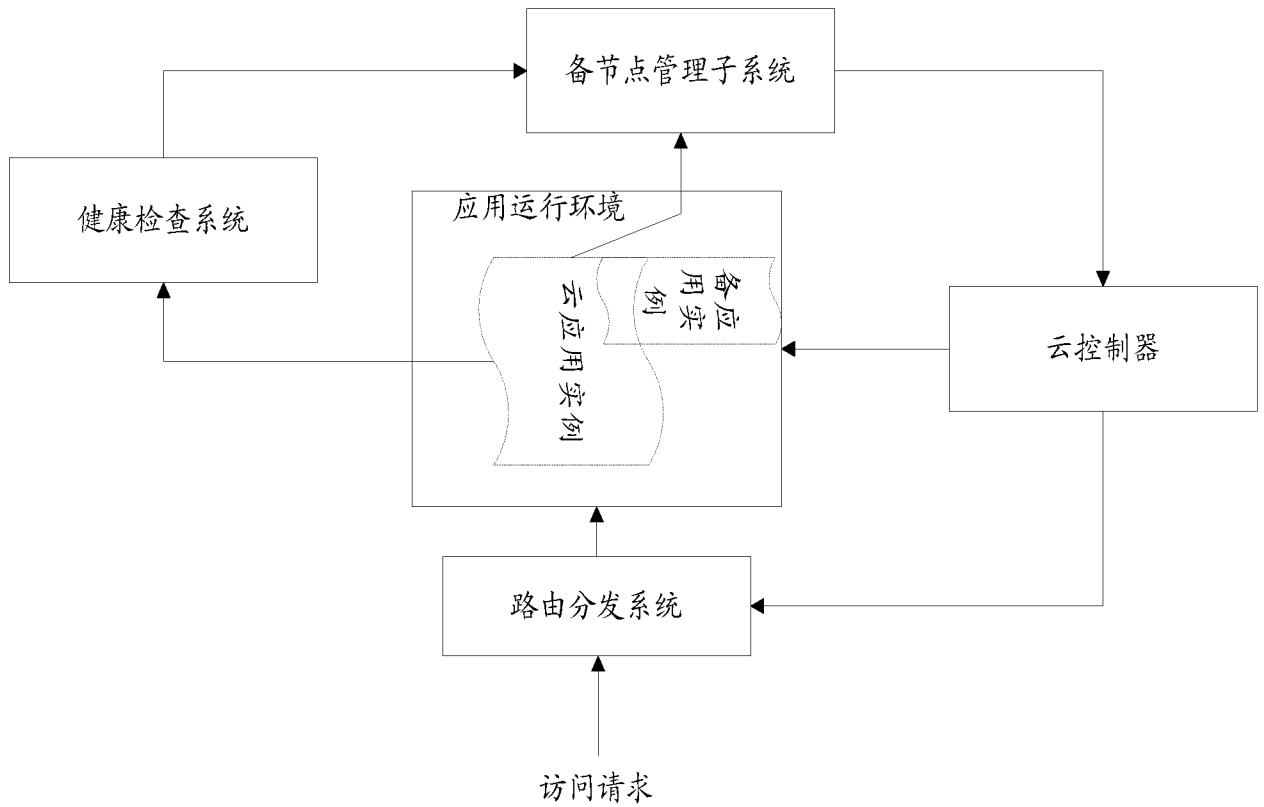 备节点管理子系统
健康检查系统
应用运行环境
云应用实例
备应用实例
云控制器
路由分发系统
访问请求